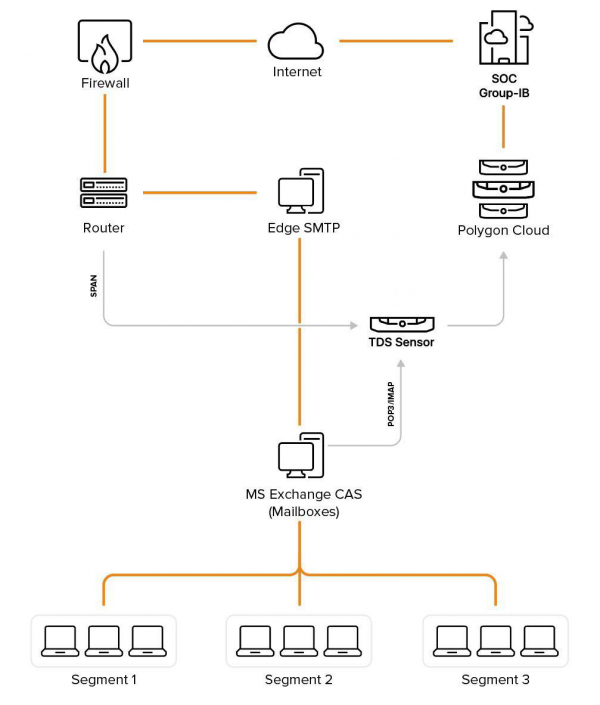 Firewall
Internet
SOC
Group-IB
Router
Edge SMTP
Polygon Cloud
SPAN
TDS Sensor
POP3/IMAP
MS Exchange CAS
(Mailboxes)
Segment 1
Segment 2
Segment 3